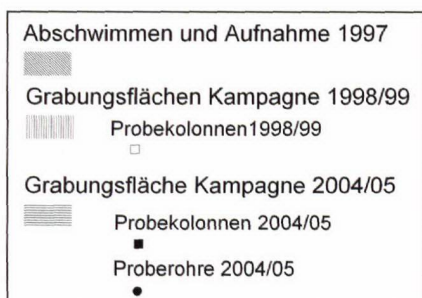 Abschwimmen und Aufnahme 1997
Grabungsflächen Kampagne 1998/99
Probekolonnen1998/99
Grabungsfläche Kampagne 2004/05
Probekolonnen 2004/05
Proberohre 2004/05